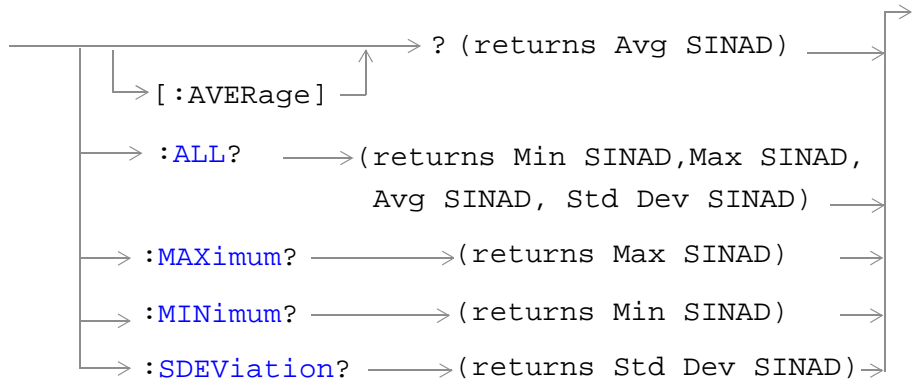 ? (returns Avg SINAD)
[:AVERage]
:ALL? (returns Min SINAD,Max SINAD,
Avg SINAD, Std Dev SINAD)
:MAXimum? (returns Max SINAD)
:MINimum? (returns Min SINAD)
:SDEViation? (returns Std Dev SINAD)